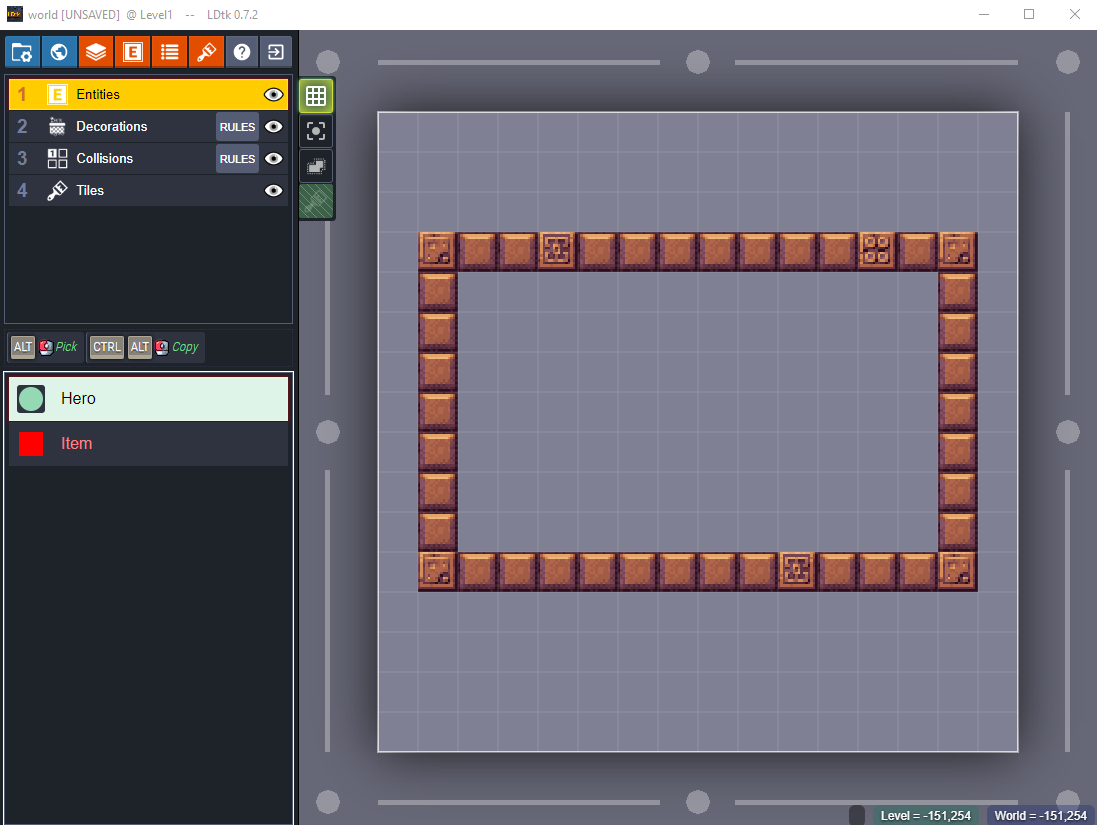 world [UNSAVED] @ Level1 -- LDtk 0.7.2
1 E Entities
2 Decorations RULES
3 Collisions RULES
4 Tiles
ALT Pick CTRL ALT Copy
Hero
Item
Level = -151,254 World = -151,254